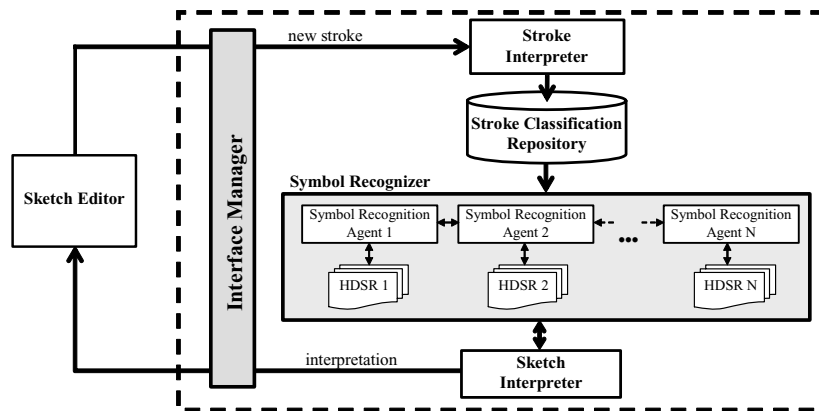 new stroke
Stroke
Interpreter
Stroke Classification
Repository
Sketch Editor
Interface Manager
Symbol Recognizer
Symbol Recognition
Agent 1
Symbol Recognition
Agent 2
...
Symbol Recognition
Agent N
HDSR 1
HDSR 2
HDSR N
interpretation
Sketch
Interpreter